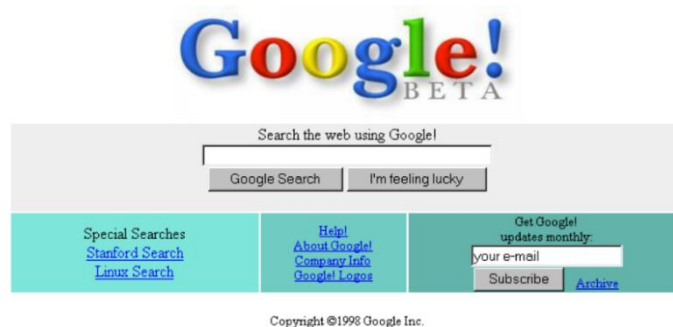 Google!
BETA
Search the web using Google!
Google Search
I'm feeling lucky
Special Searches
Stanford Search
Linux Search
Help!
About Google!
Company Info
Google! Logos
Get Google!
updates monthly:
your e-mail
Subscribe
Archive
Copyright ©1998 Google Inc.